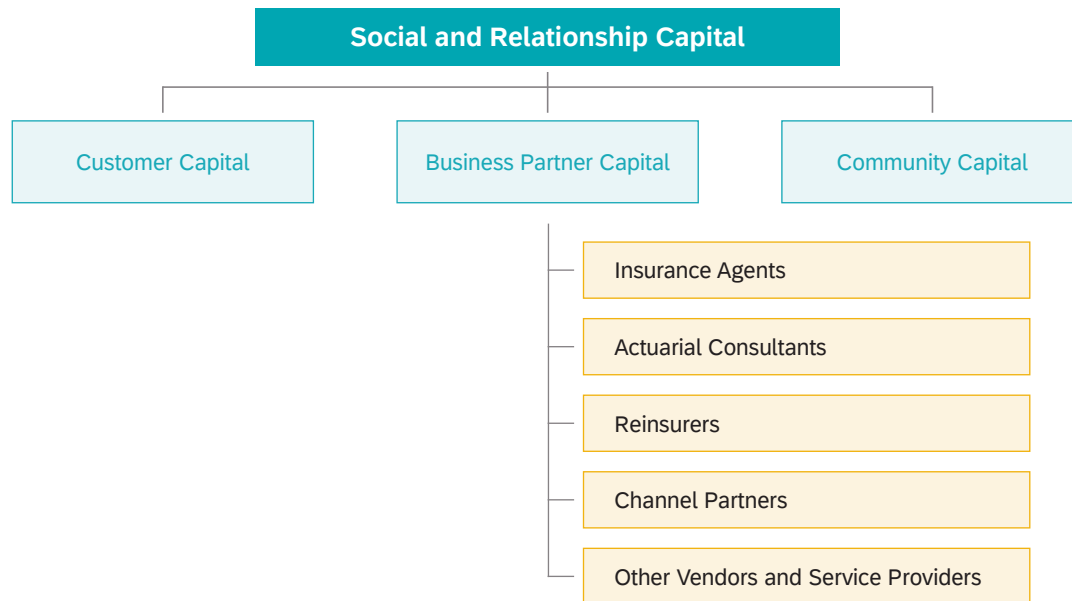 Social and Relationship Capital
Customer Capital
Business Partner Capital
Community Capital
Insurance Agents
Actuarial Consultants
Reinsurers
Channel Partners
Other Vendors and Service Providers